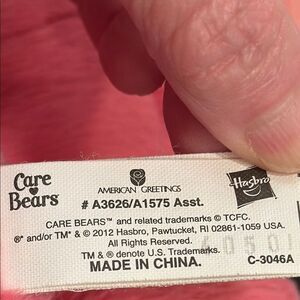 Care
Bears
AMERICAN GREETINGS
Hasbro
# A3626/A1575 Asst.
CARE BEARS™ and related trademarks © TCFC.
®* and/or TM* & © 2012 Hasbro, Pawtucket, RI 02861-1059 USA.
All Rights Reserved.
TM & ® denote U.S. Trademarks.
MADE IN CHINA.
C-3046A